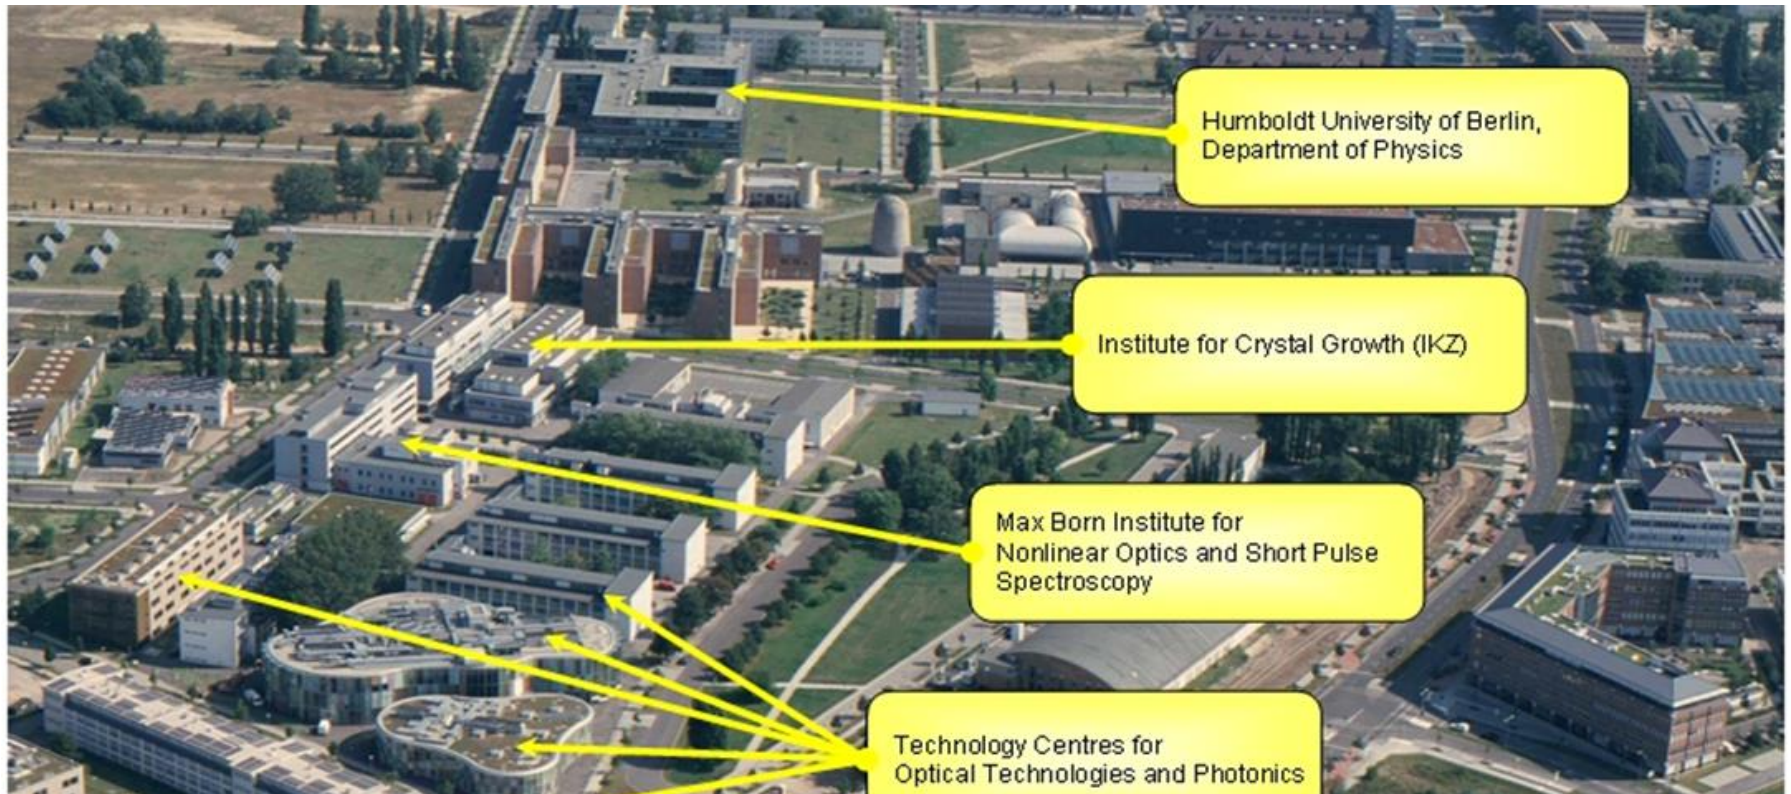 Humboldt University of Berlin,
Department of Physics
Institute for Crystal Growth (IKZ)
Max Born Institute for
Nonlinear Optics and Short Pulse
Spectroscopy
Technology Centres for
Optical Technologies and Photonics